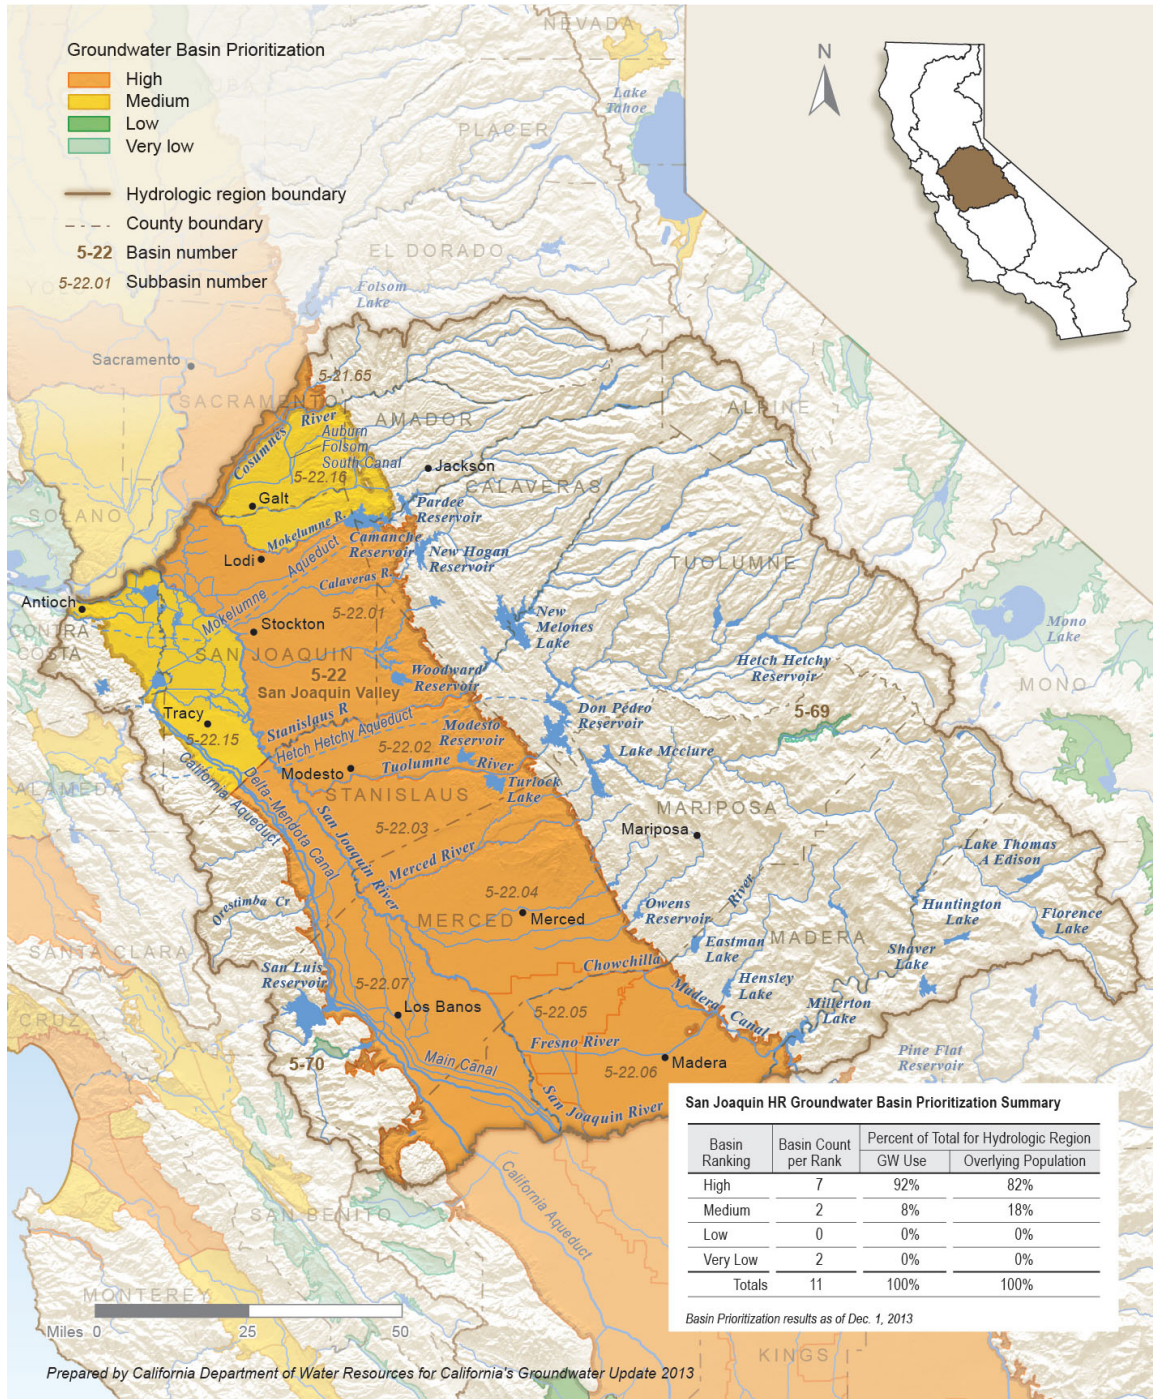 Groundwater Basin Prioritization
High
Medium
Low
Very low
Hydrologic region boundary
County boundary
5-22 Basin number
5-22.01 Subbasin number
N
NEVADA
Lake
Tahoe
PLACER
EL DORADO
Folsom
Lake
Sacramento
SACRAMENTO
5-21.65
AMADOR
ALPINE
Cosumnes River
Auburn
Folsom
South Canal
5-22.16
Jackson
CALAVERAS
Galt
SOLANO
Pardee
Reservoir
Mokelumne R.
Camanche
Reservoir
New Hogan
Reservoir
Lodi
Mokelumne Aqueduct
Calaveras R.
TUOLUMNE
Antioch
5-22.01
New
Melones
Lake
Mono
Lake
CONTRA
COSTA
Stockton
SAN JOAQUIN
5-22
San Joaquin Valley
Woodward
Reservoir
Hetch Hetchy
Reservoir
MONO
Tracy
5-22.15
Stanislaus R
Hetch Hetchy Aqueduct
Don Pédro
Reservoir
5-69
Modesto
Reservoir
5-22.02
Lake Mcclure
Modesto
Tuolumne River
Turlock
Lake
ALAMEDA
California Aqueduct
Delta-Mendota Canal
STANISLAUS
MARIPOSA
5-22.03
San Joaquin River
Mariposa
Merced River
Lake Thomas
A Edison
5-22.04
Orestimba Cr
MERCED
Merced
Owens
Reservoir
River
Huntington
Lake
Florence
Lake
SANTA CLARA
Eastman
Lake
MADERA
Chowchilla
Shaver
Lake
San Luis
Reservoir
5-22.07
Hensley
Lake
Madera Canal
Millerton
Lake
CRUZ
Los Banos
5-22.05
Fresno River
5-70
Main Canal
Madera
5-22.06
Pine Flat
Reservoir
San Joaquin River
California Aqueduct
SAN BENITO
MONTEREY
KINGS
San Joaquin HR Groundwater Basin Prioritization Summary
Basin Ranking Basin Count per Rank Percent of Total for Hydrologic Region
GW Use Overlying Population
High 7 92% 82%
Medium 2 8% 18%
Low 0 0% 0%
Very Low 2 0% 0%
Totals 11 100% 100%
Basin Prioritization results as of Dec. 1, 2013
Miles 0 25 50
Prepared by California Department of Water Resources for California's Groundwater Update 2013